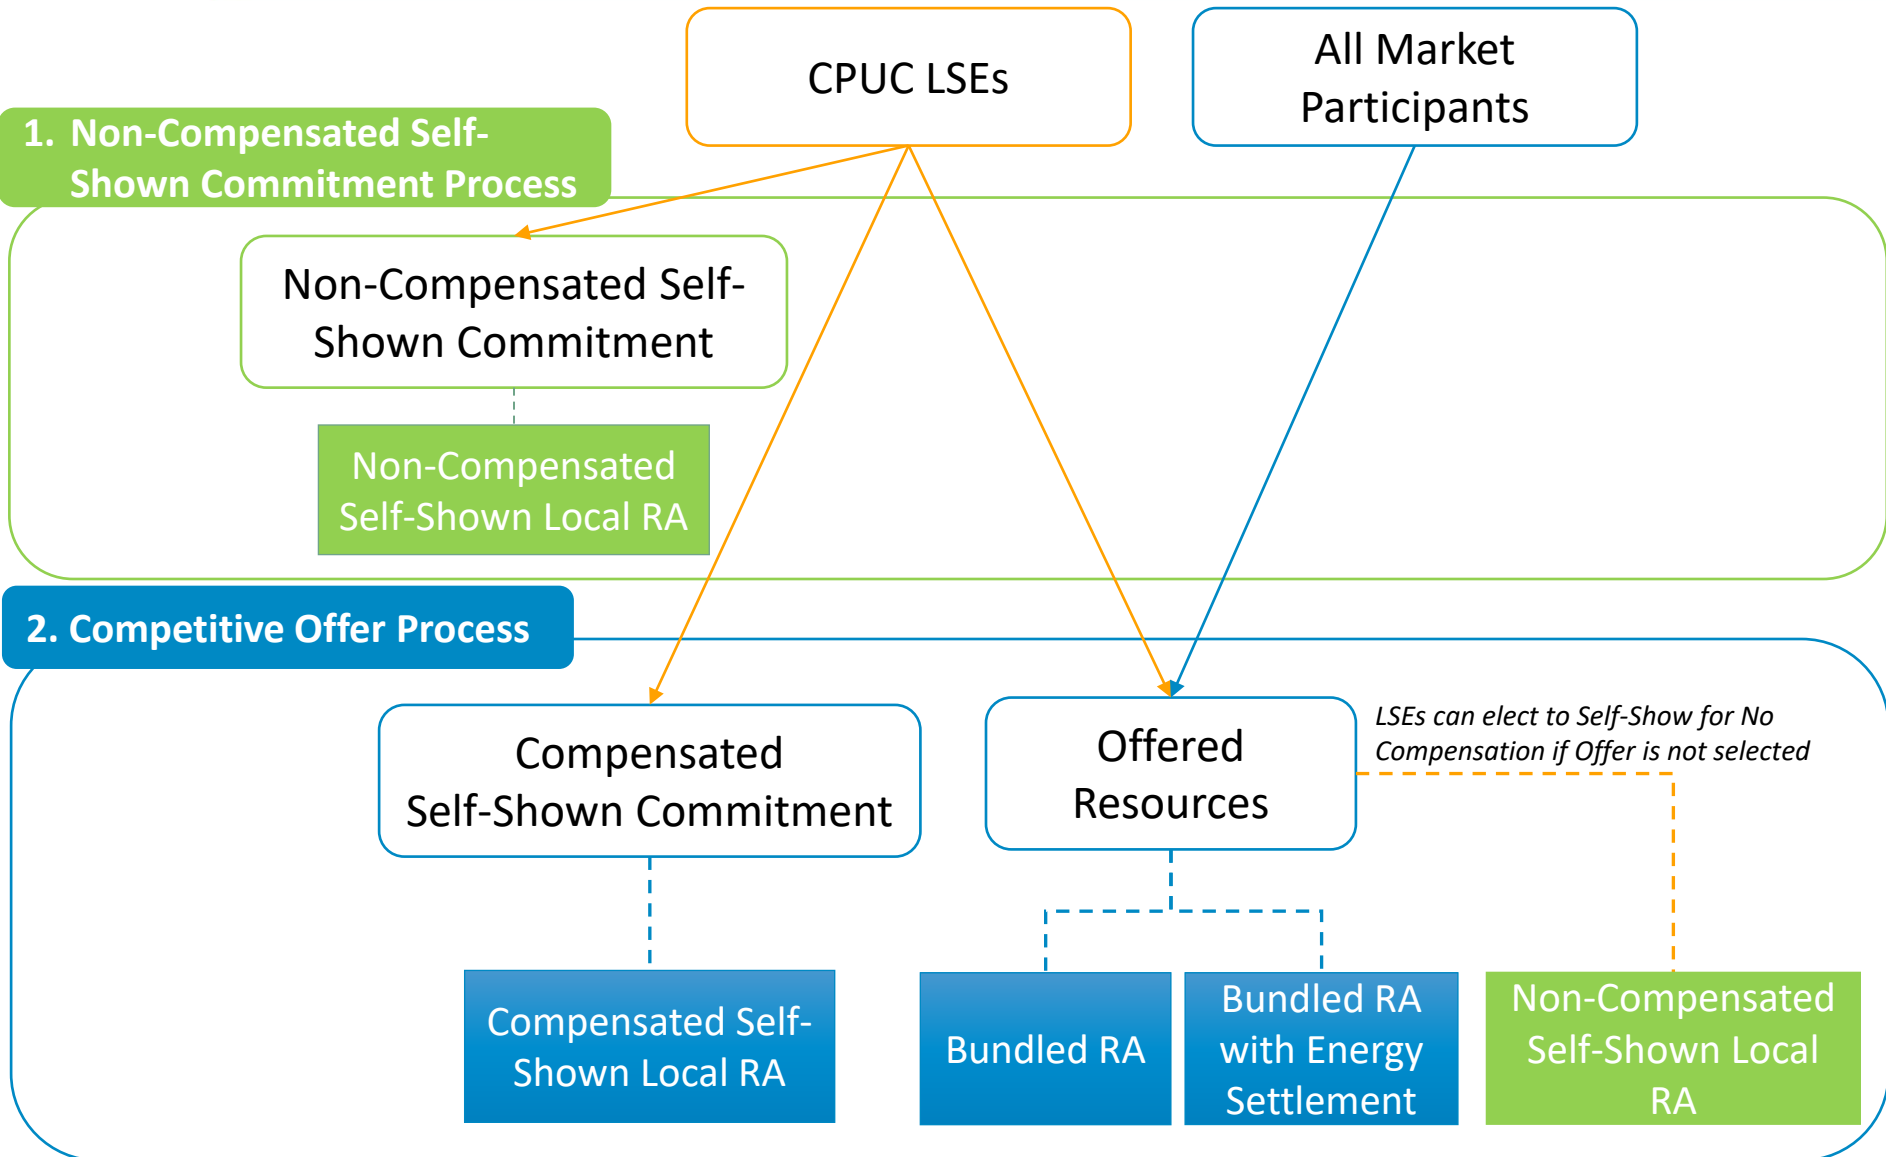 CPUC LSEs
All Market
Participants
1. Non-Compensated Self-
Shown Commitment Process
Non-Compensated Self-
Shown Commitment
Non-Compensated
Self-Shown Local RA
2. Competitive Offer Process
Compensated
Self-Shown Commitment
Offered
Resources
LSEs can elect to Self-Show for No
Compensation if Offer is not selected
Compensated Self-
Shown Local RA
Bundled RA
Bundled RA
with Energy
Settlement
Non-Compensated
Self-Shown Local
RA